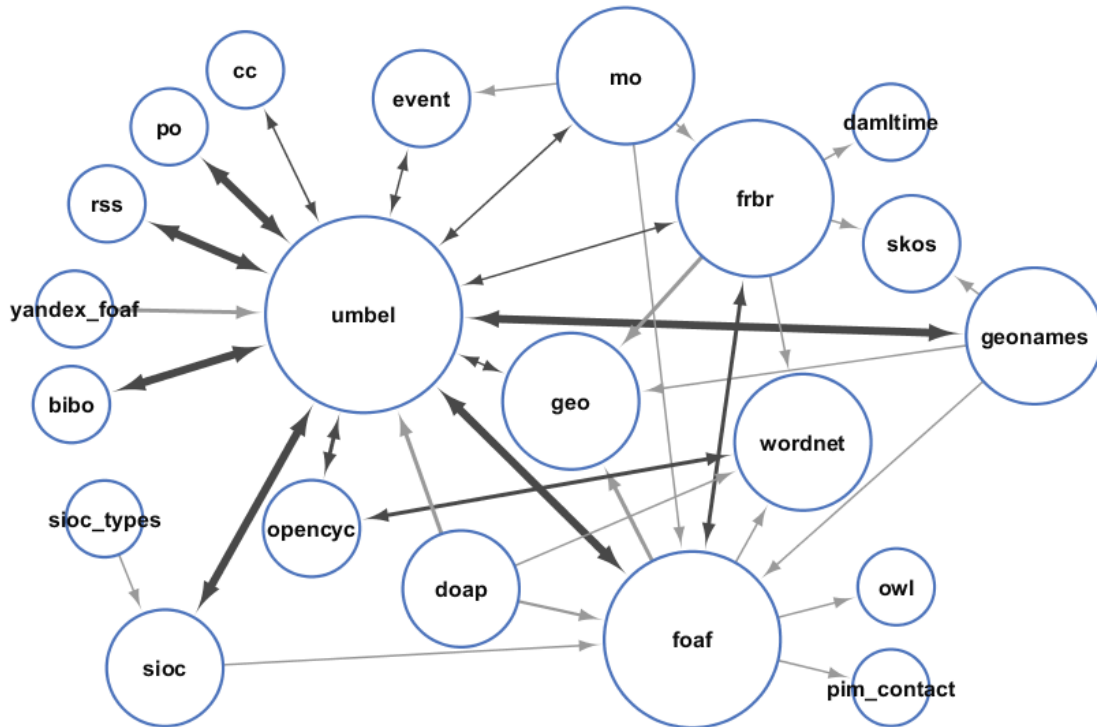 cc
event
mo
po
damltime
rss
frbr
skos
yandex_foaf
umbel
geonames
bibo
geo
wordnet
sioc_types
opencyc
doap
owl
sioc
foaf
pim_contact